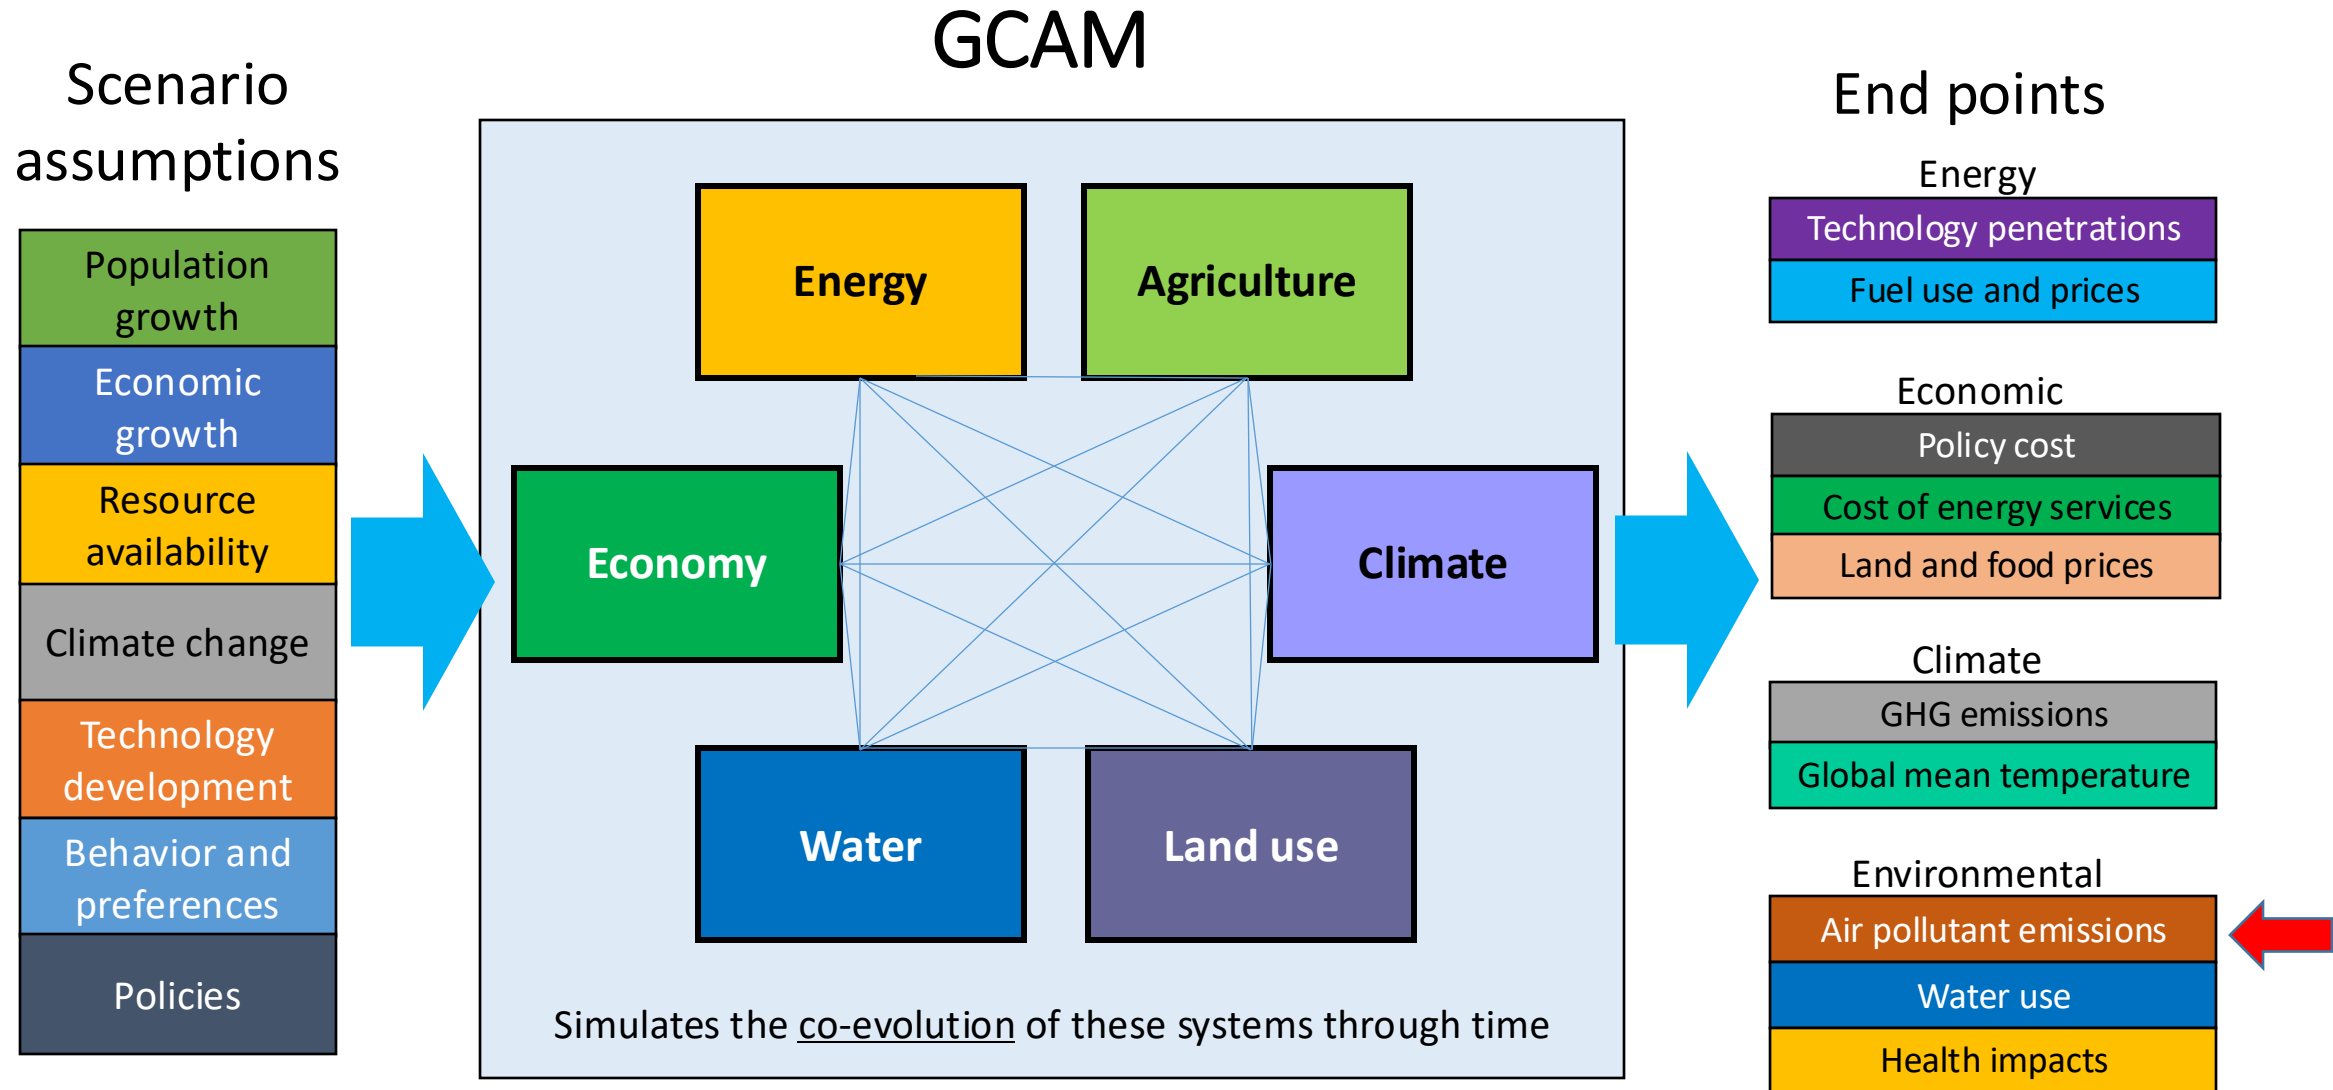 GCAM
Scenario
assumptions
Population
growth
Economic
growth
Resource
availability
Climate change
Technology
development
Behavior and
preferences
Policies
Energy
Agriculture
Economy
Climate
Water
Land use
Simulates the co-evolution of these systems through time
End points
Energy
Technology penetrations
Fuel use and prices
Economic
Policy cost
Cost of energy services
Land and food prices
Climate
GHG emissions
Global mean temperature
Environmental
Air pollutant emissions
Water use
Health impacts